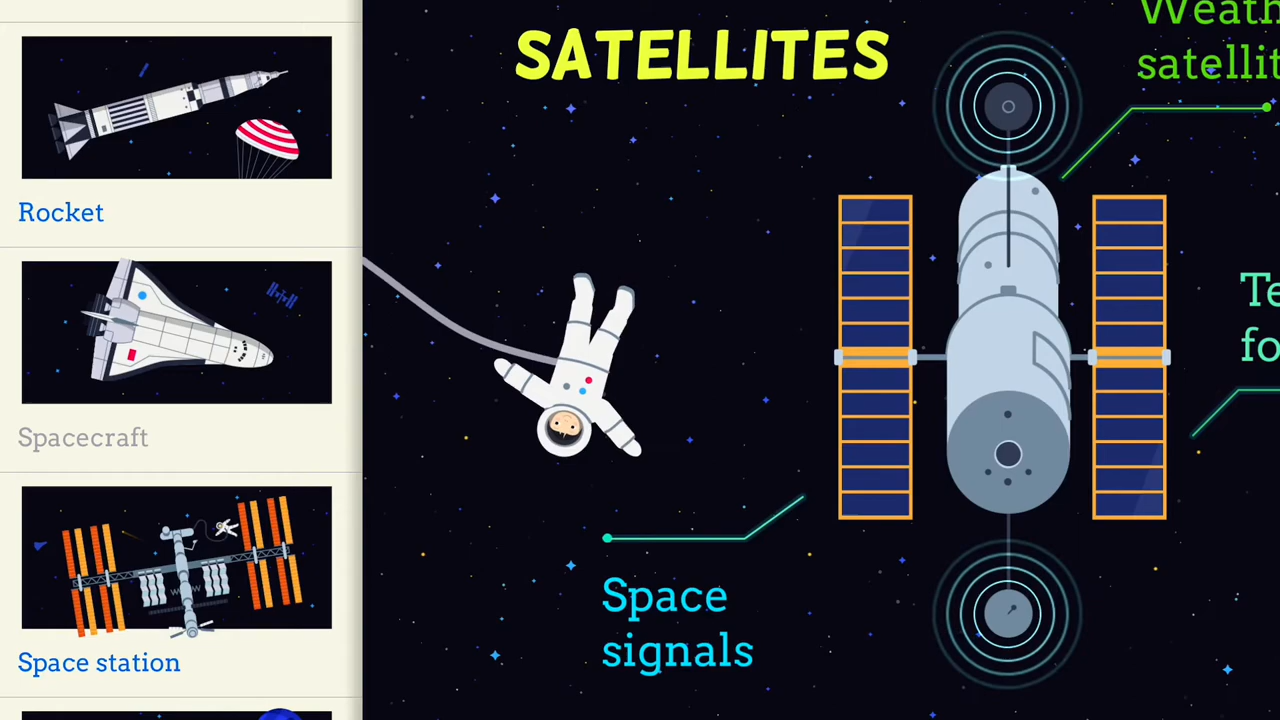 Rocket
Spacecraft
Space station
SATELLITES
Space
signals